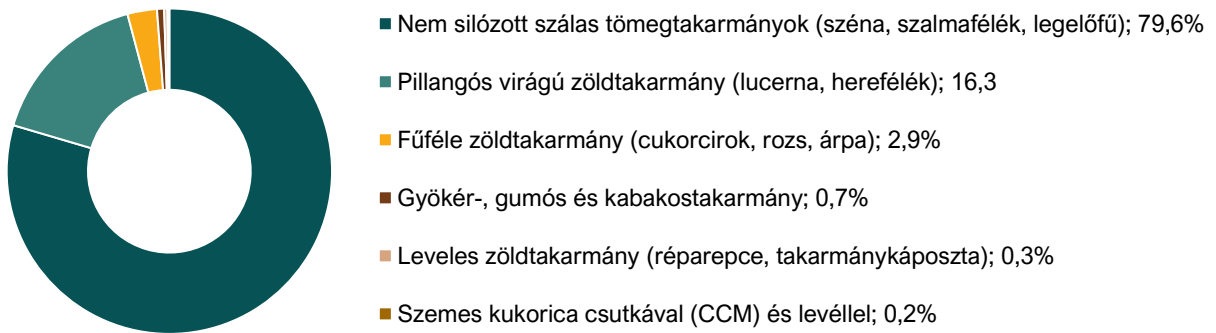 Nem silózott szálas tömegtakarmányok (széna, szalmafélék, legelőfű); 79,6%
Pillangós virágú zöldtakarmány (lucerna, herefélék); 16,3
Fűféle zöldtakarmány (cukorcirok, rozs, árpa); 2,9%
Gyökér-, gumós és kabakostakarmány; 0,7%
Leveles zöldtakarmány (réparepce, takarmánykáposzta); 0,3%
Szemes kukorica csutkával (CCM) és levéllel; 0,2%